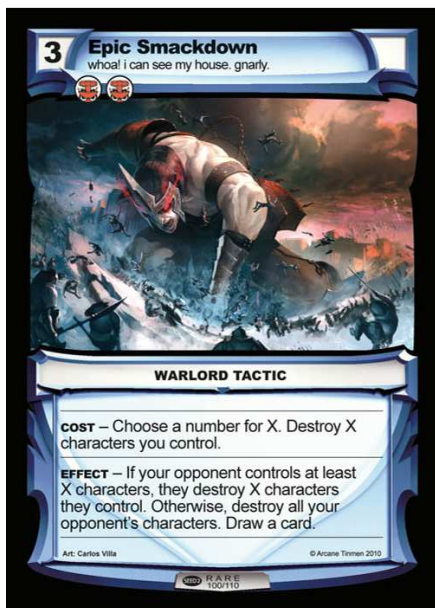 3
Epic Smackdown
whoa! i can see my house. gnarly.
WARLORD TACTIC
COST – Choose a number for X. Destroy X
characters you control.
EFFECT – If your opponent controls at least
X characters, they destroy X characters
they control. Otherwise, destroy all your
opponent's characters. Draw a card.
Art: Carlos Villa
© Arcane Tinmen 2010
RARE
100/110